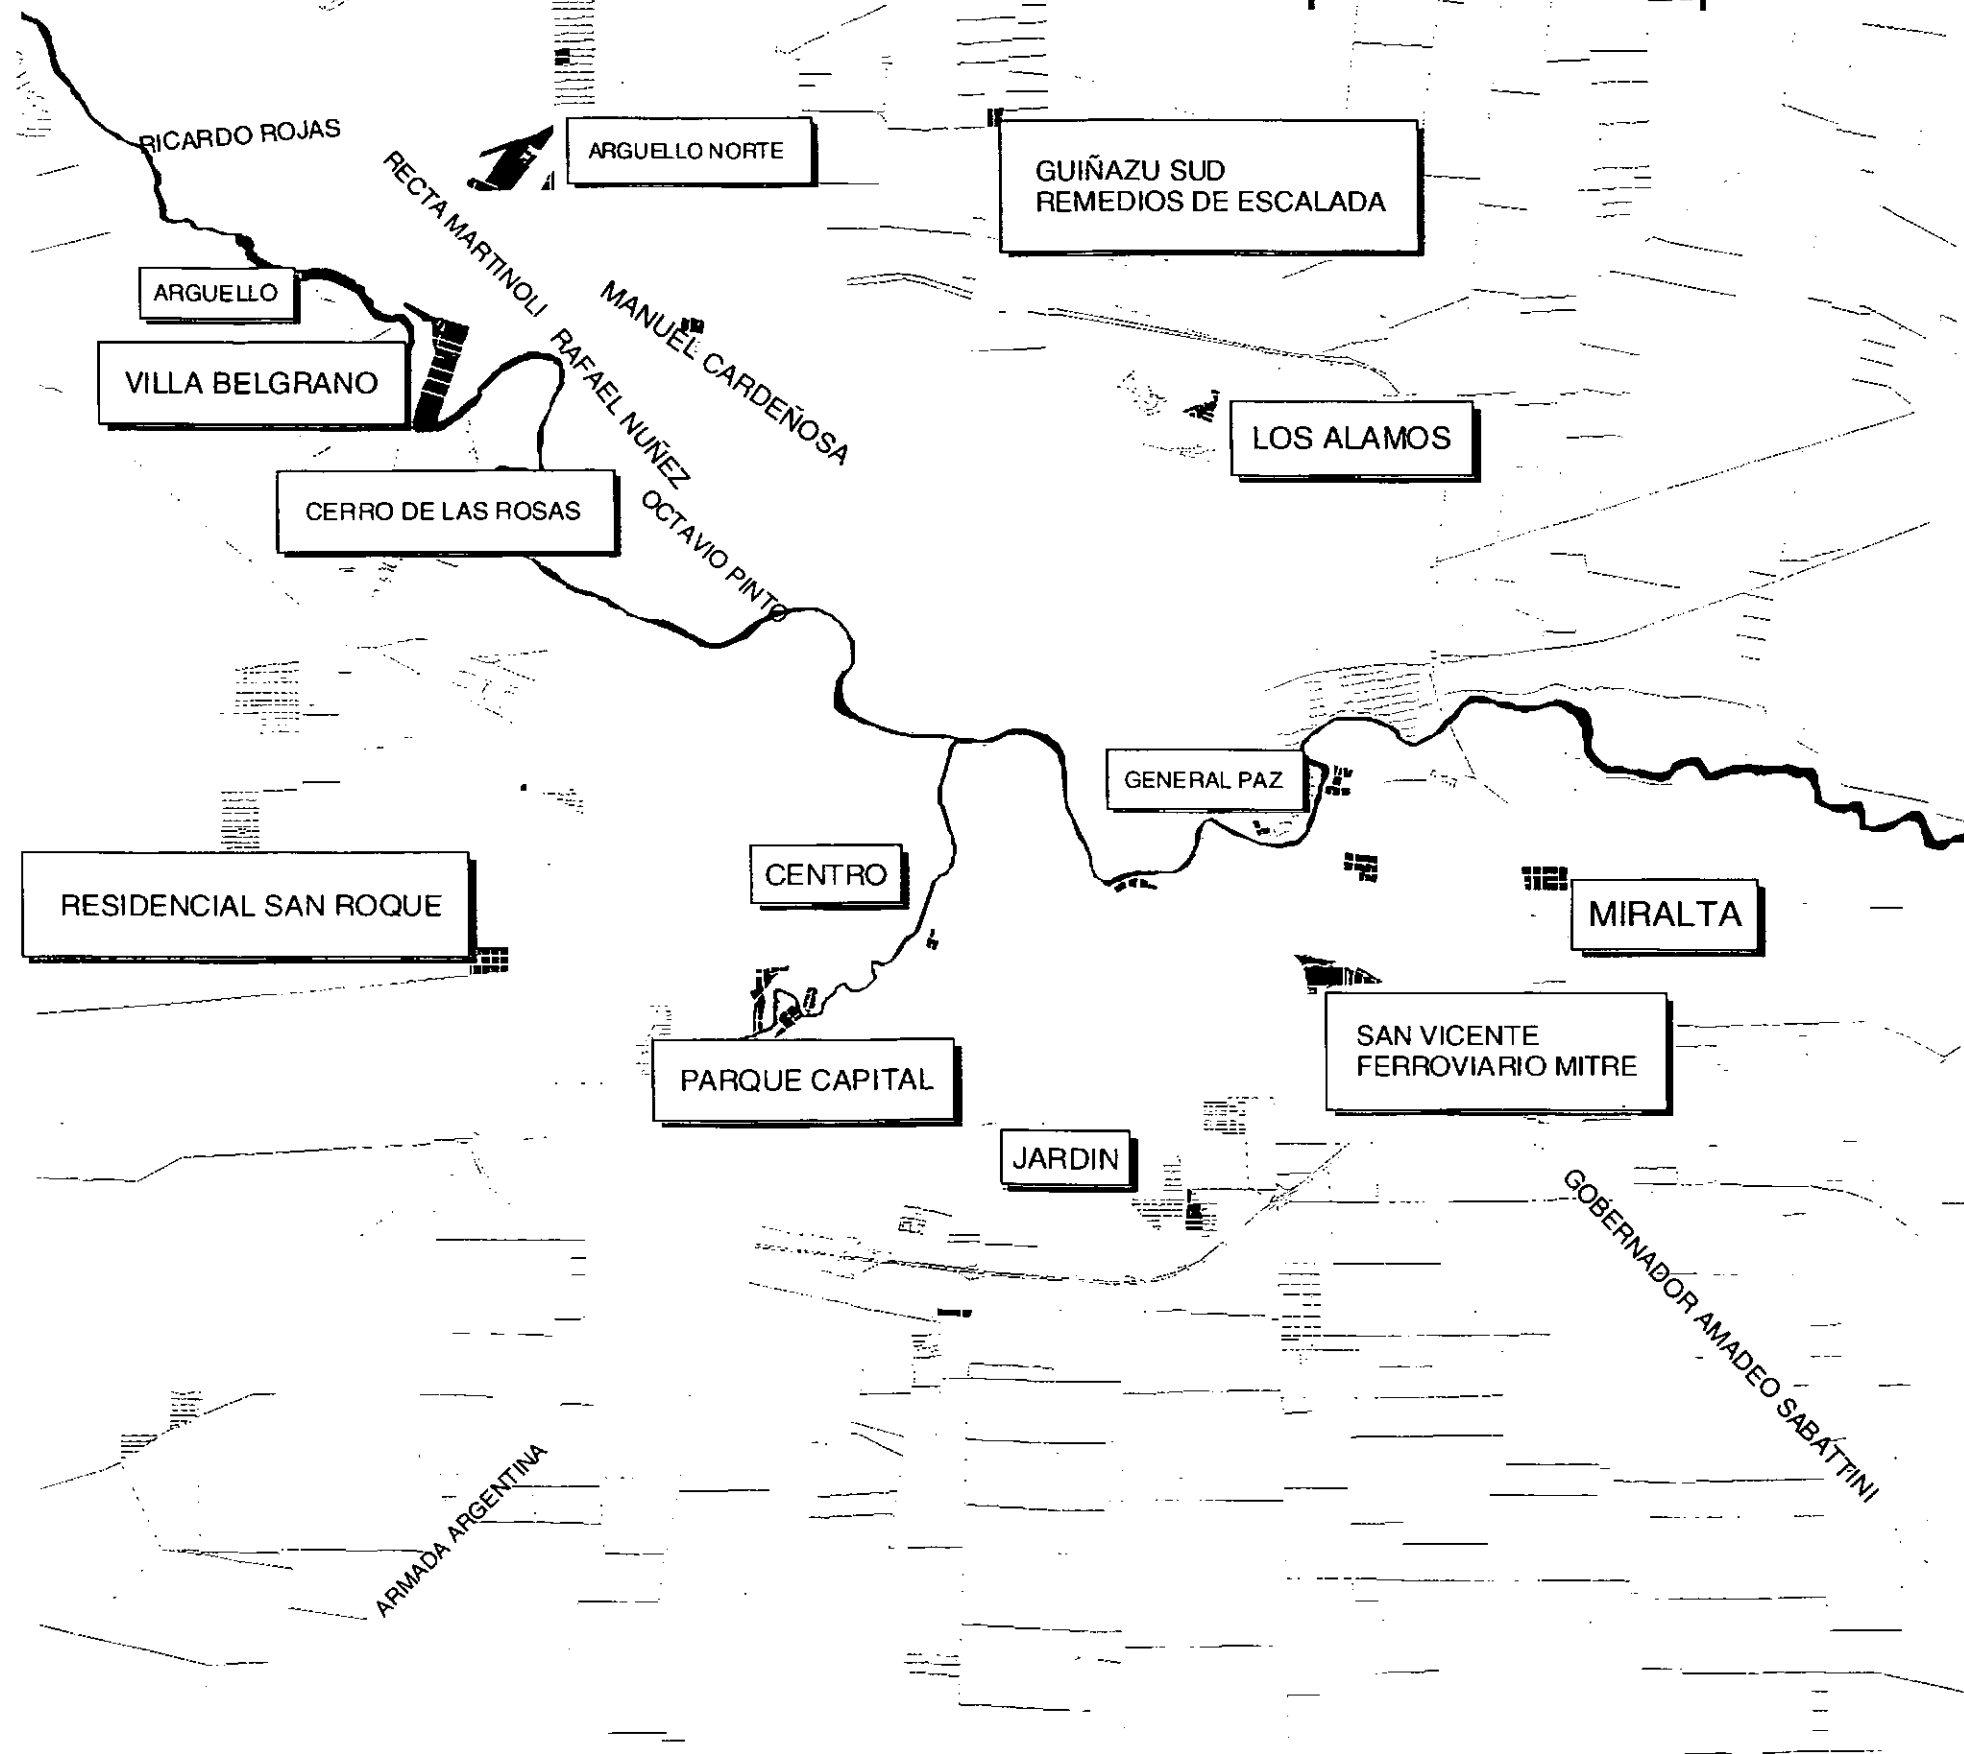 RICARDO ROJAS
ARGUELLO NORTE
RECTA MARTINOLI
GUIÑAZU SUD
REMEDIOS DE ESCALADA
ARGUELLO
MANUEL CARDEÑOSA
VILLA BELGRANO
RAFAEL NUÑEZ
LOS ALAMOS
CERRO DE LAS ROSAS
OCTAVIO PINTO
GENERAL PAZ
CENTRO
RESIDENCIAL SAN ROQUE
MIRALTA
SAN VICENTE
FERROVIARIO MITRE
PARQUE CAPITAL
JARDIN
GOBERNADOR AMADEO SABATTINI
ARMADA ARGENTINA